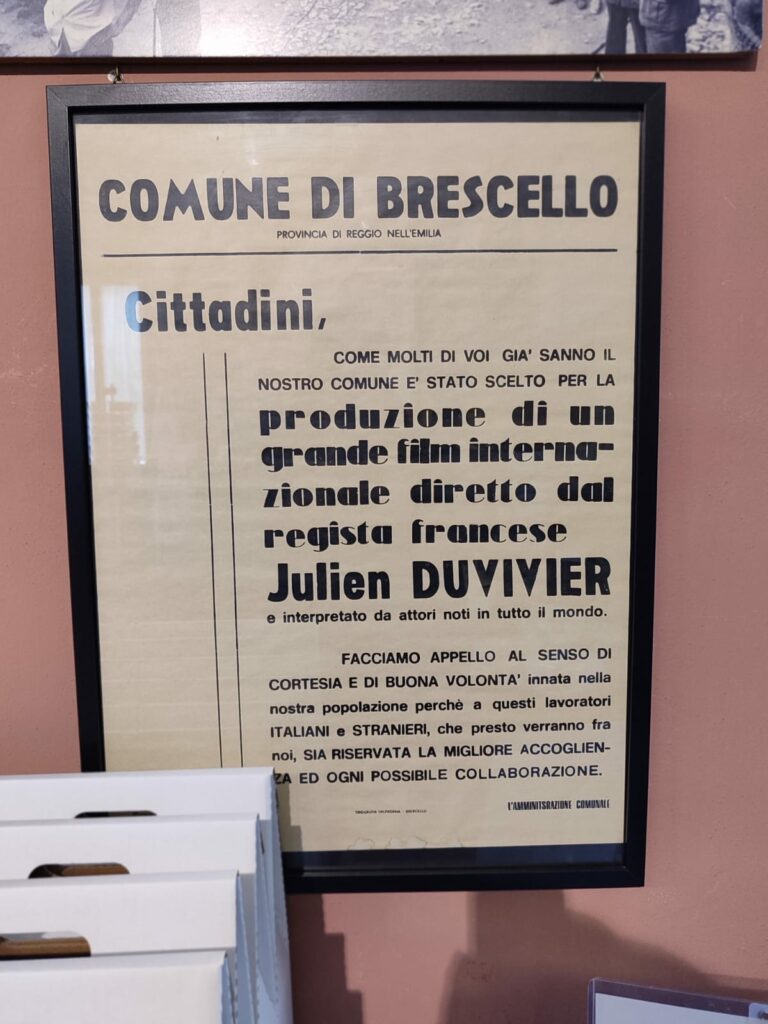 COMUNE DI BRESCELLO
PROVINCIA DI REGGIO NELL'EMILIA
Cittadini,
COME MOLTI DI VOI GIA' SANNO IL
NOSTRO COMUNE E' STATO SCELTO PER LA
produzione di un
grande film interna-
zionale diretto dal
regista francese
Julien DUVIVIER
e interpretato da attori noti in tutto il mondo.
FACCIAMO APPELLO AL SENSO DI
CORTESIA E DI BUONA VOLONTA' innata nella
nostra popolazione perchè a questi lavoratori
ITALIANI e STRANIERI, che presto verranno fra
noi, SIA RISERVATA LA MIGLIORE ACCOGLIEN-
ZA ED OGNI POSSIBILE COLLABORAZIONE.
L'AMMINITSRAZIONE COMUNALE
TIPOGRAFIA - BRESCELLO